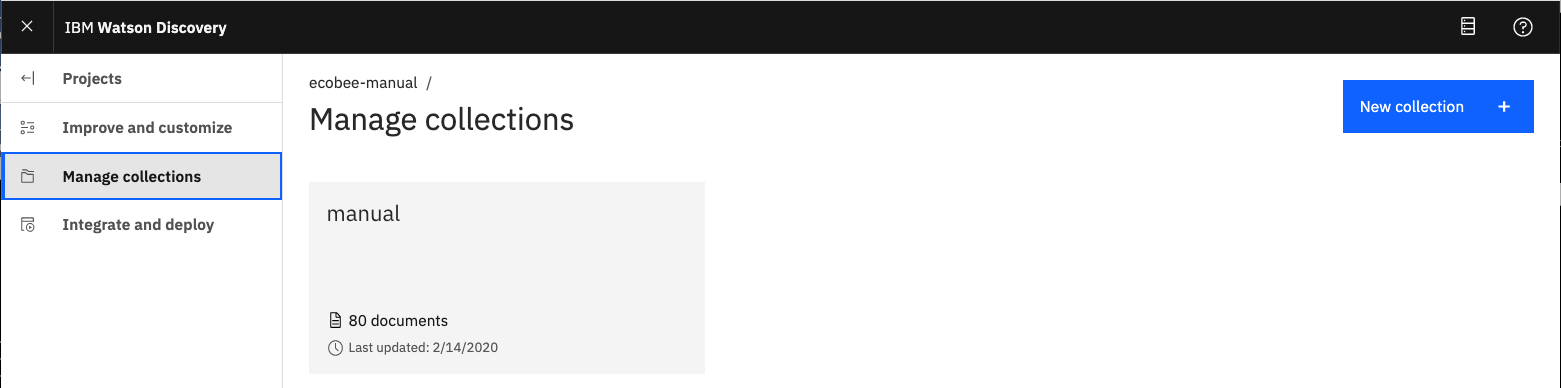 IBM Watson Discovery
Projects
Improve and customize
Manage collections
Integrate and deploy
ecobee-manual /
Manage collections
New collection +
manual
80 documents
Last updated: 2/14/2020